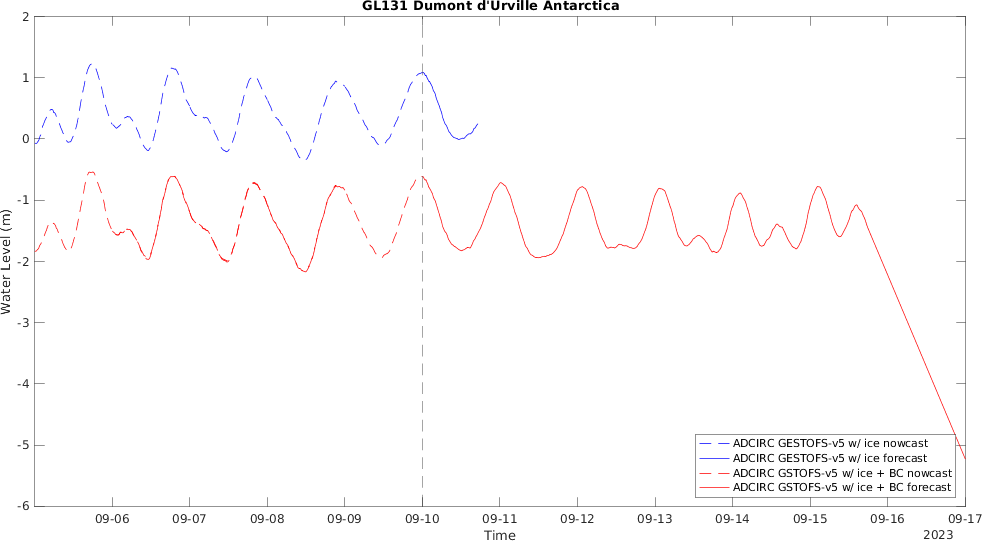 GL131 Dumont d'Urville Antarctica
2
1
0
-1
-2
-3
-4
-5
-6
Water Level (m)
ADCIRC GESTOFS-v5 w/ ice nowcast
ADCIRC GESTOFS-v5 w/ ice forecast
ADCIRC GSTOFS-v5 w/ ice + BC nowcast
ADCIRC GSTOFS-v5 w/ ice + BC forecast
09-06 09-07 09-08 09-09 09-10 09-11 09-12 09-13 09-14 09-15 09-16 09-17
Time
2023